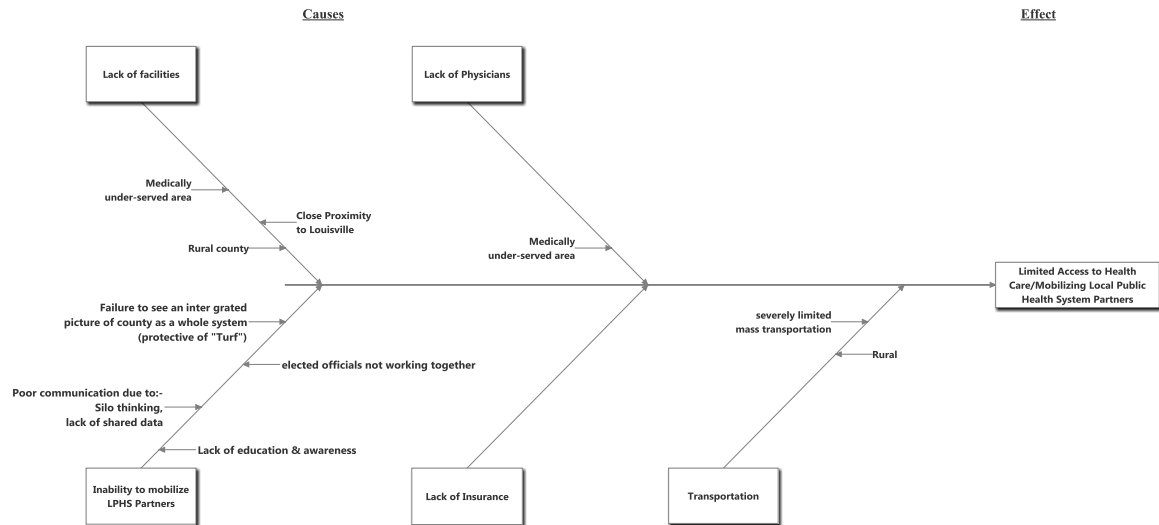 Causes
Effect
Lack of facilities
Lack of Physicians
Medically
under-served area
Close Proximity
to Louisville
Rural county
Medically
under-served area
Limited Access to Health
Care/Mobilizing Local Public
Health System Partners
Failure to see an inter grated
picture of county as a whole system
(protective of "Turf")
elected officials not working together
Poor communication due to:-
Silo thinking,
lack of shared data
Lack of education & awareness
severely limited
mass transportation
Rural
Inability to mobilize
LPHS Partners
Lack of Insurance
Transportation